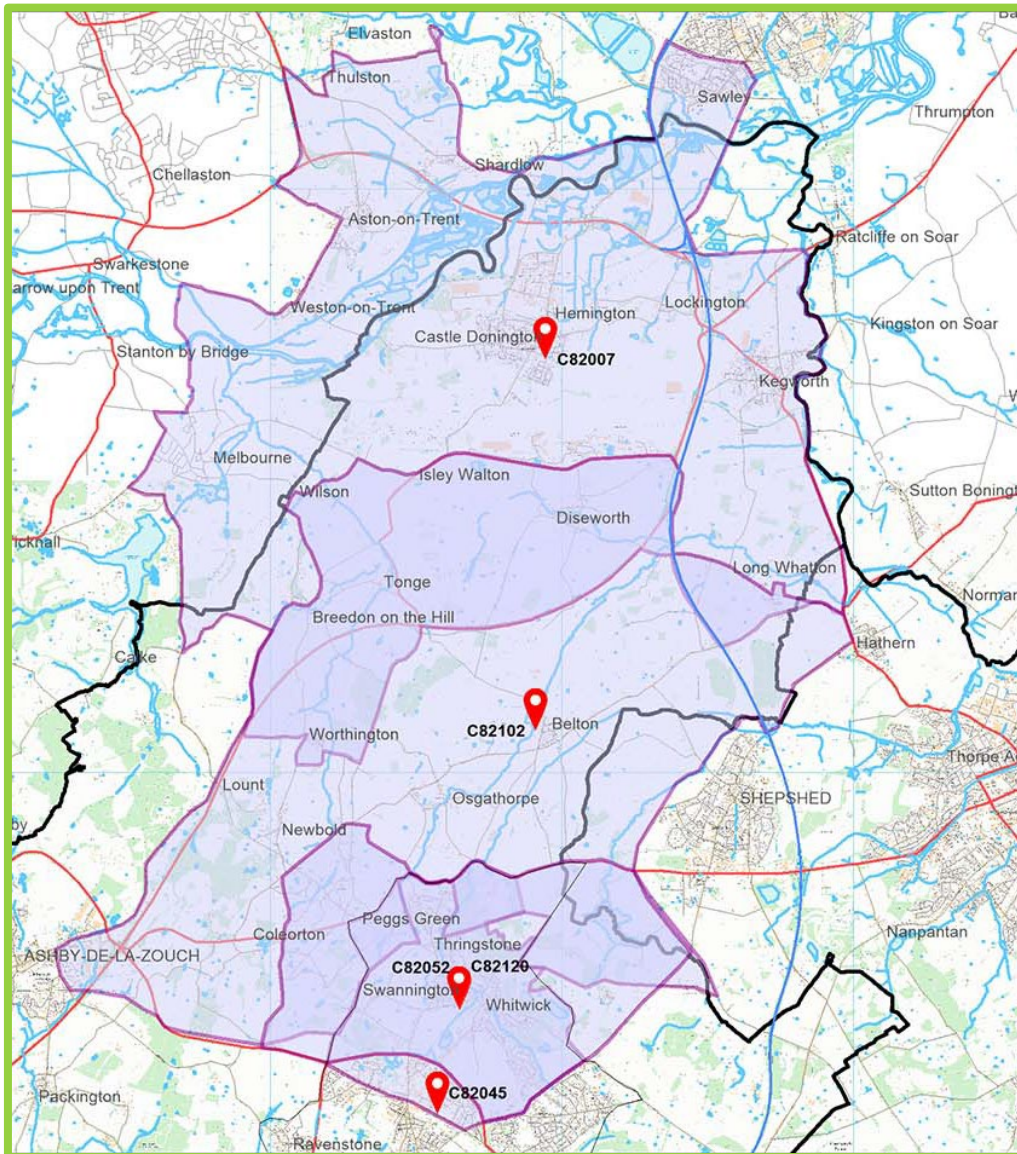 Elvaston
Thulston
Sawley
Thrumpton
Chellaston
Shardlow
Aston-on-Trent
Ratcliffe on Soar
Swarkestone
arrow upon Trent
Weston-on-Trent
Lockington
Hemington
Kingston on Soar
Castle Donington
Stanton by Bridge
C82007
Kegworth
Melbourne
Isley Walton
Wilson
Sutton Bonington
Diseworth
icknall
Long Whatton
Tonge
Norman
Breedon on the Hill
Hathern
Calke
C82102
Belton
Worthington
Thorpe A
Lount
Osgathorpe
SHEPSHED
by
Newbold
Peggs Green
Coleorton
Nanpantan
Thringstone
ASHBY-DE-LA-ZOUCH
C82052
C82120
Swannington
Whitwick
C82045
Packington
Ravenstone